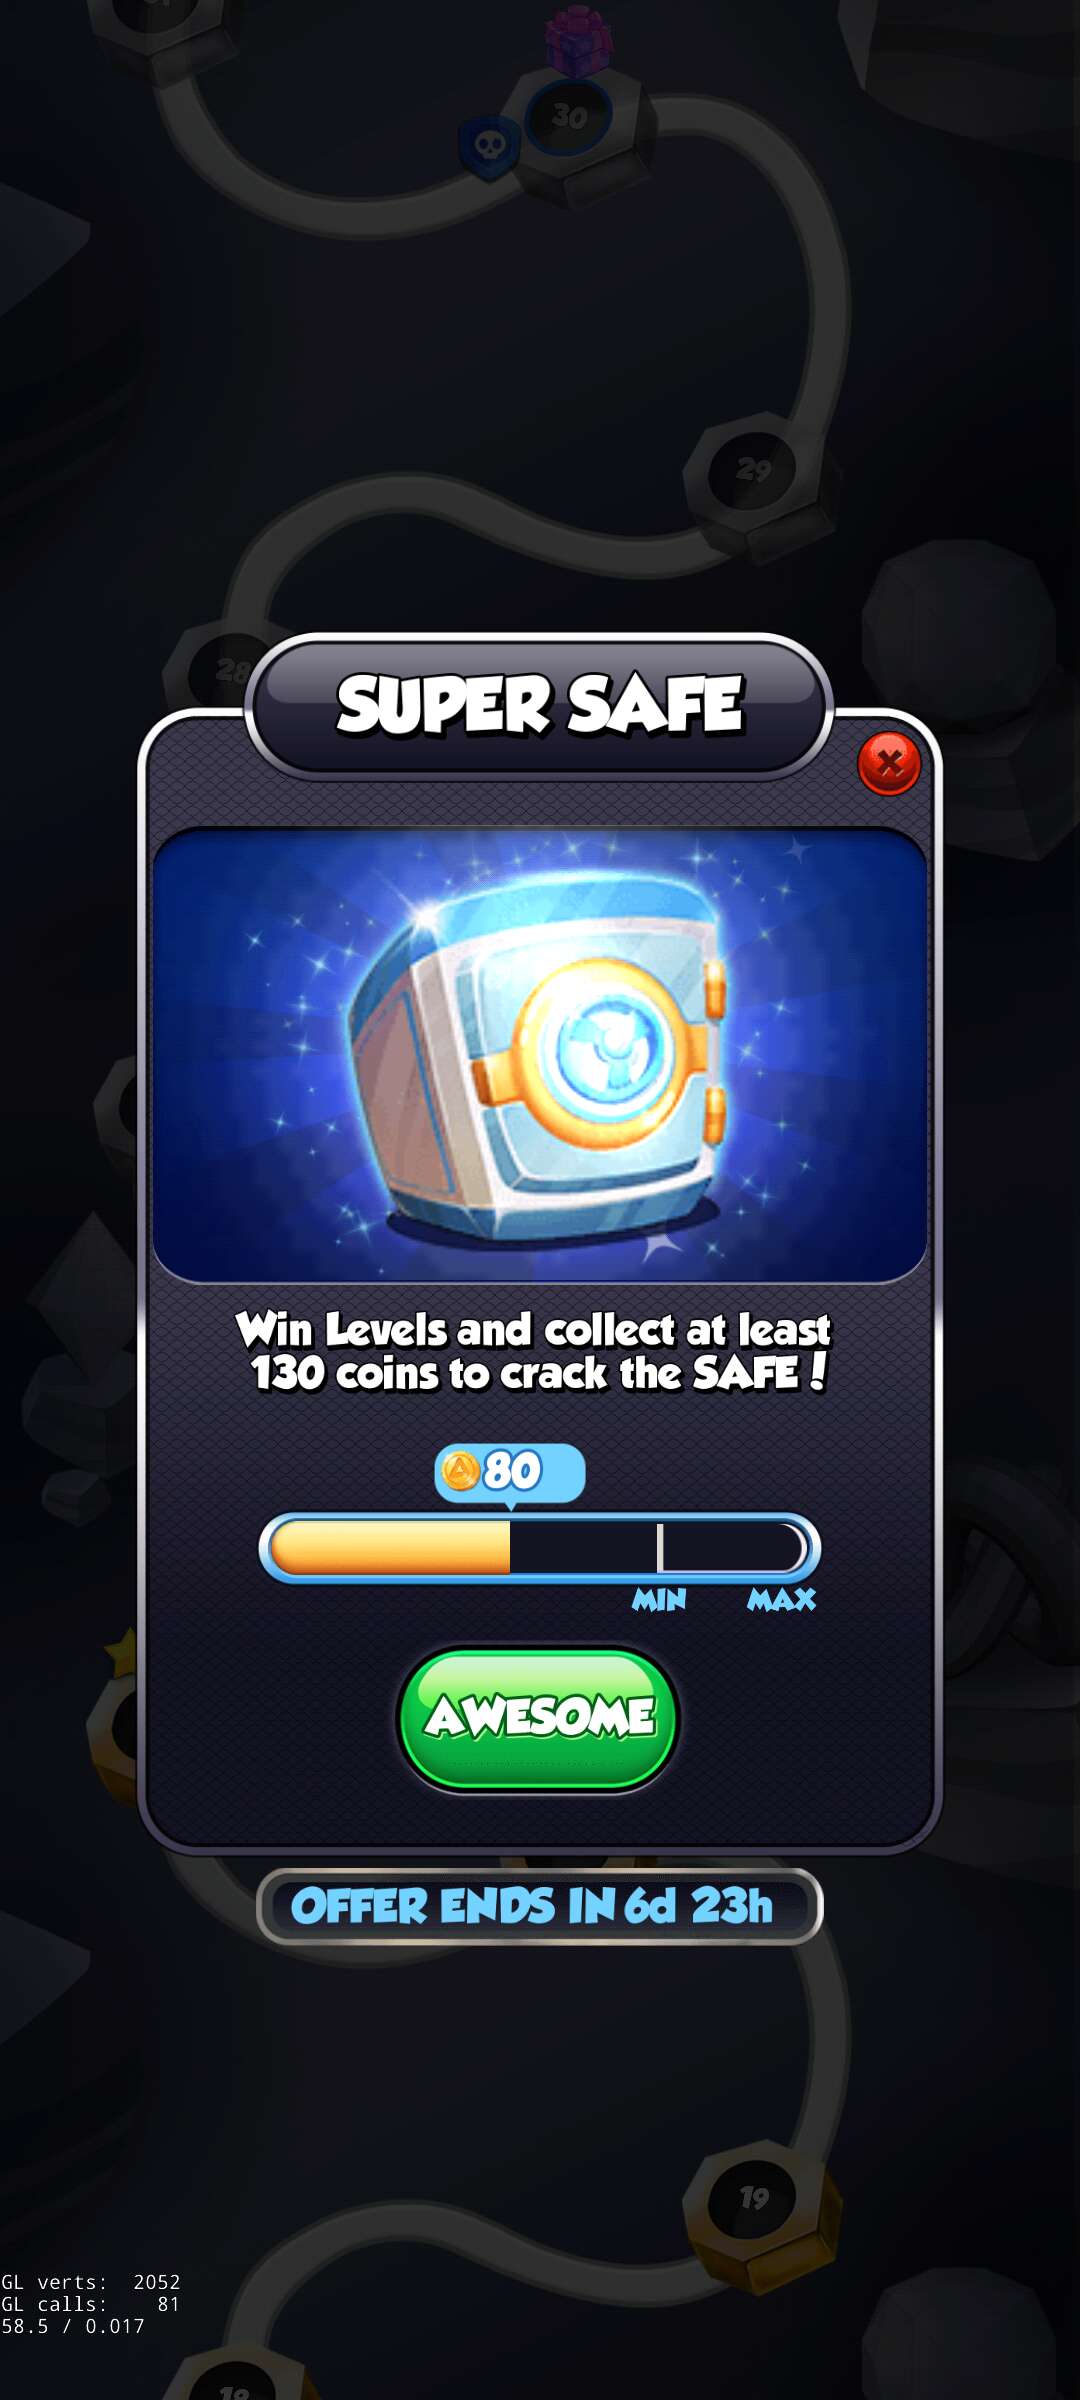 30
29
28
SUPER SAFE
Win Levels and collect at least
130 coins to crack the SAFE!
80
MIN MAX
AWESOME
OFFER ENDS IN 6d 23h
19
GL verts: 2052
GL calls: 81
58.5 / 0.017